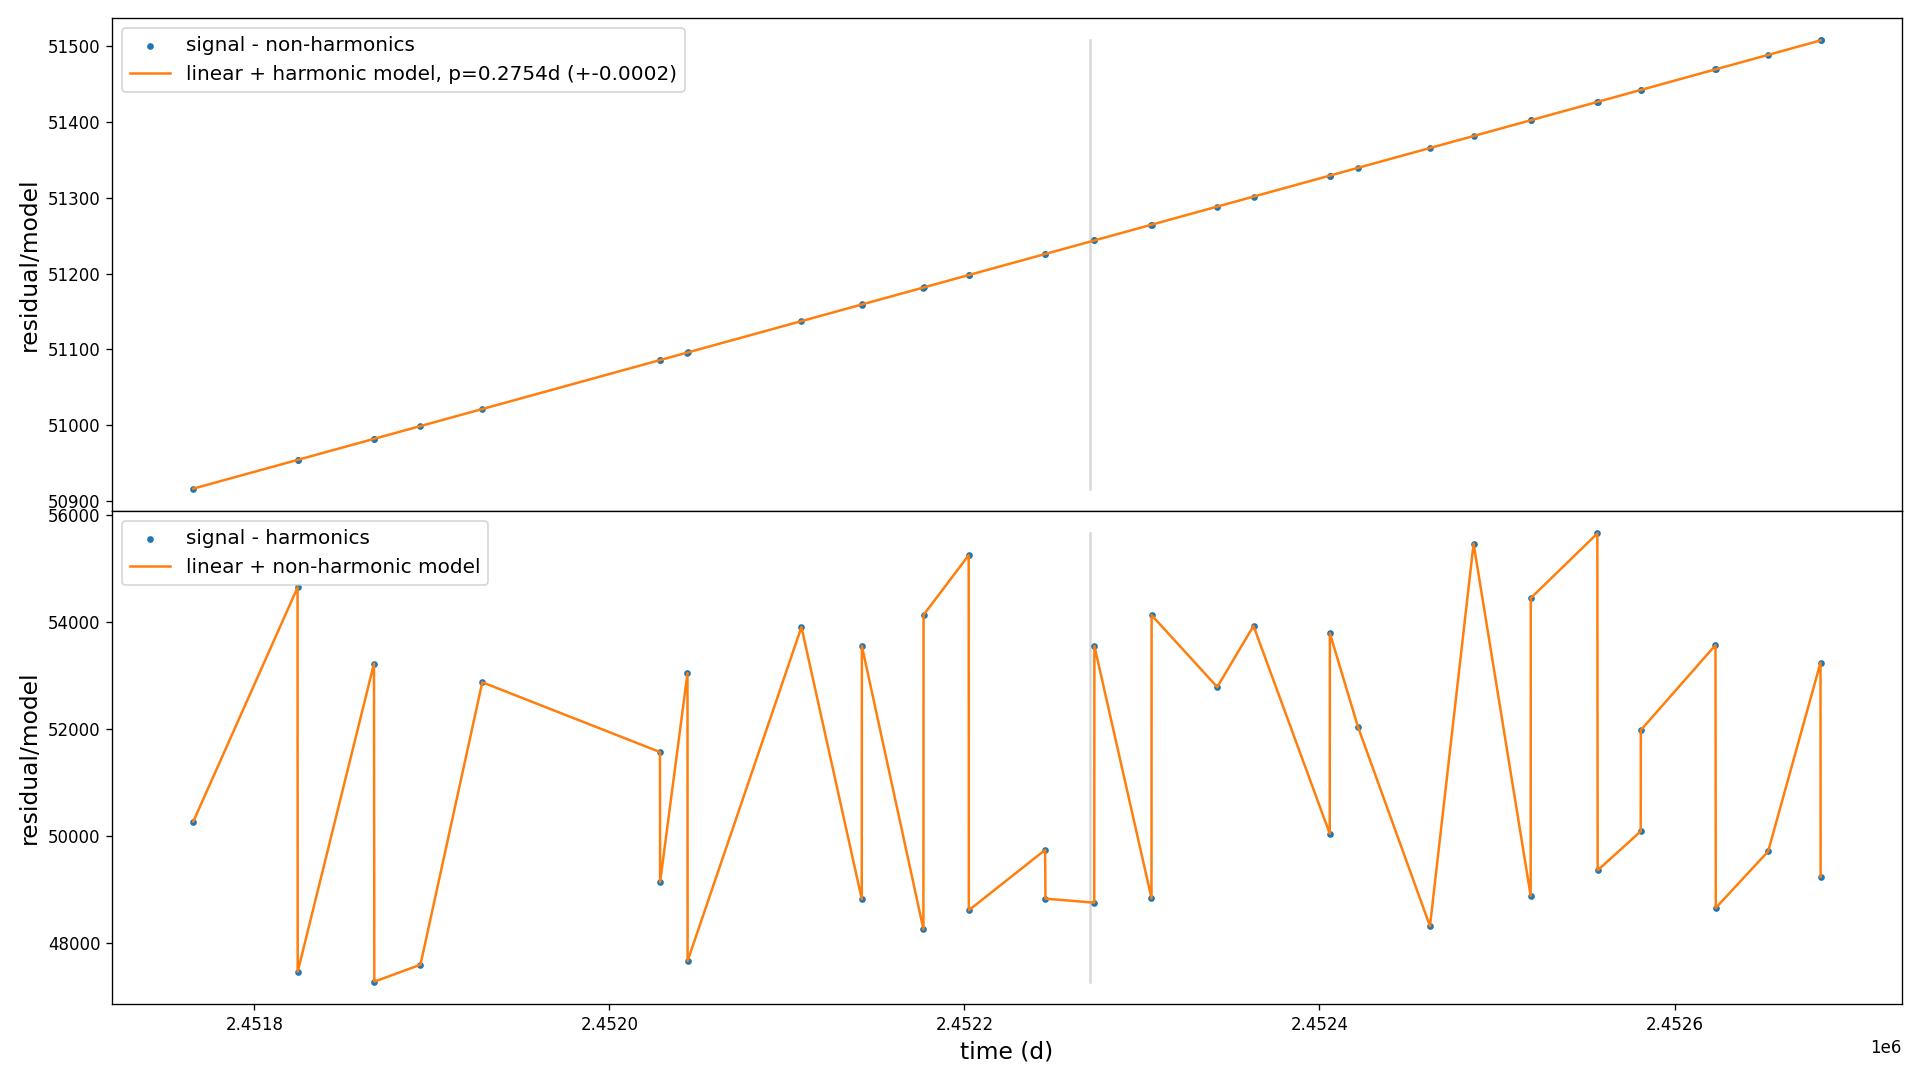 signal - non-harmonics
linear + harmonic model, p=0.2754d (+-0.0002)
51500
51400
51300
51200
51100
51000
50900
residual/model
signal - harmonics
linear + non-harmonic model
56000
54000
52000
50000
48000
residual/model
2.4518
2.4520
2.4522
2.4524
2.4526
time (d)
1e6